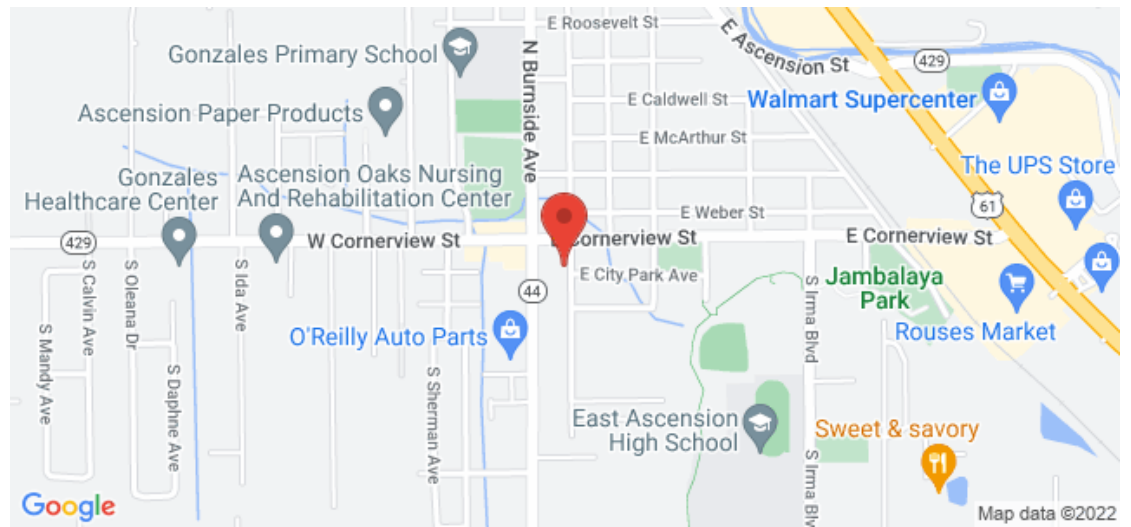 E Roosevelt St
Gonzales Primary School
N Burnside Ave
E Ascension St
429
Ascension Paper Products
E Caldwell St
Walmart Supercenter
E McArthur St
The UPS Store
Gonzales
Healthcare Center
Ascension Oaks Nursing
And Rehabilitation Center
E Weber St
61
429
W Cornerview St
E Cornerview St
E Cornerview St
E City Park Ave
S Calvin Ave
S Oleana Dr
S Ida Ave
44
Jambalaya
Park
S Mandy Ave
O'Reilly Auto Parts
S Irma Blvd
Rouses Market
S Daphne Ave
S Sherman Ave
East Ascension
High School
Sweet & savory
S Irma Blvd
Google
Map data ©2022